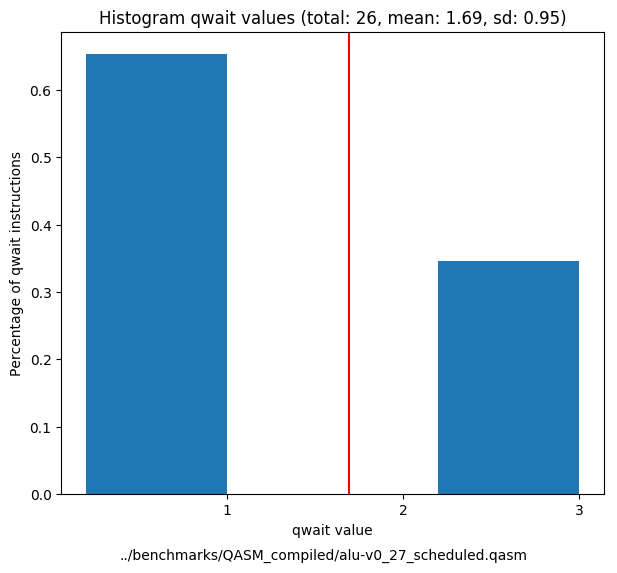 Histogram qwait values (total: 26, mean: 1.69, sd: 0.95)
Percentage of qwait instructions
0.6
0.5
0.4
0.3
0.2
0.1
0.0
1 2 3
qwait value
../benchmarks/QASM_compiled/alu-v0_27_scheduled.qasm